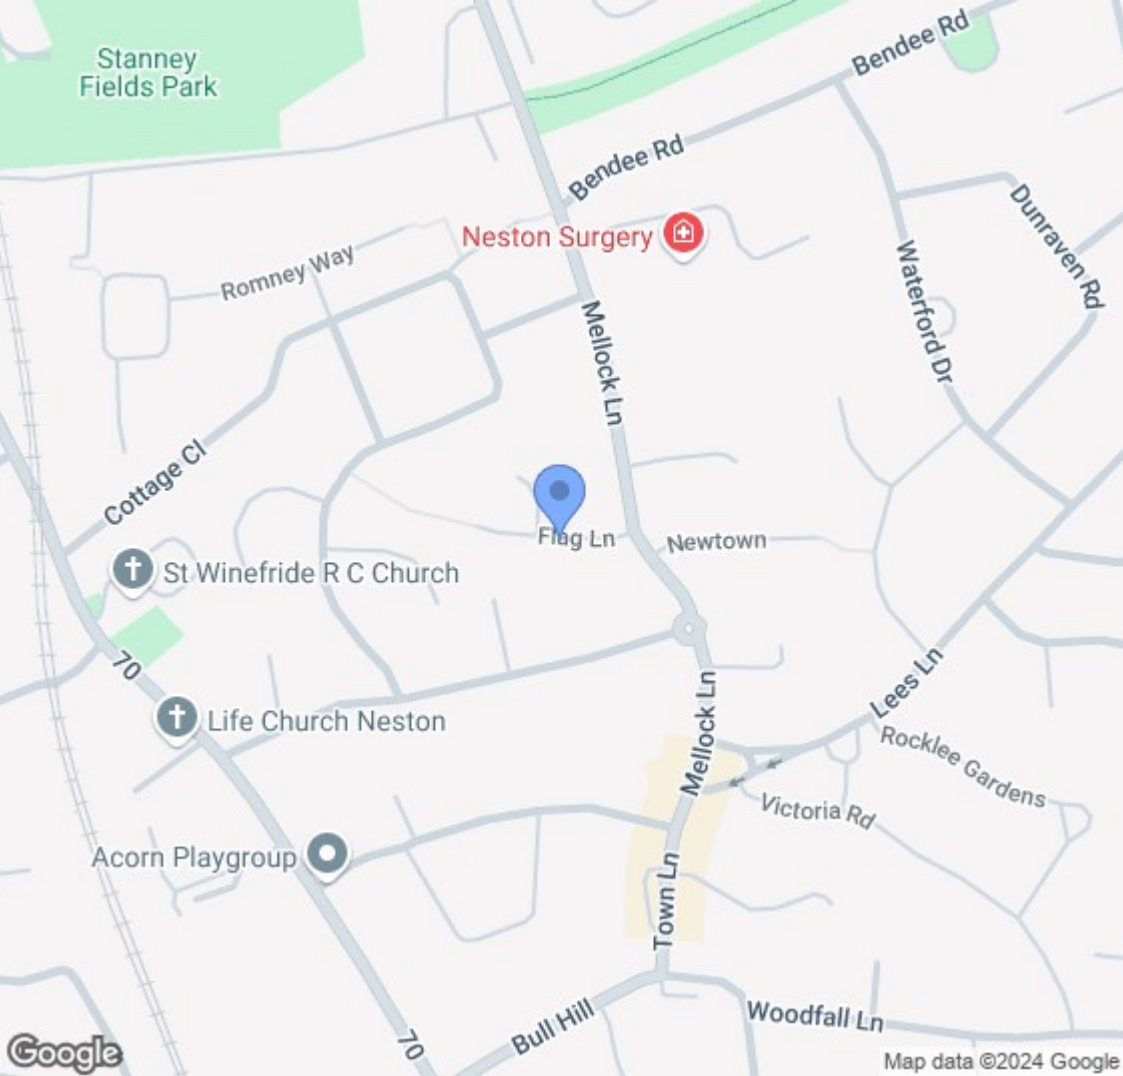 Stanney
Fields Park
Bendee Rd
Bendee Rd
Neston Surgery
Dunraven Rd
Romney Way
Waterford Dr
Mellock Ln
Cottage Cl
Flag Ln
Newtown
St Winefride R C Church
70
Lees Ln
Life Church Neston
Mellock Ln
Rocklee Gardens
Victoria Rd
Acorn Playgroup
Town Ln
Bull Hill
Woodfall Ln
70
Google
Map data ©2024 Google